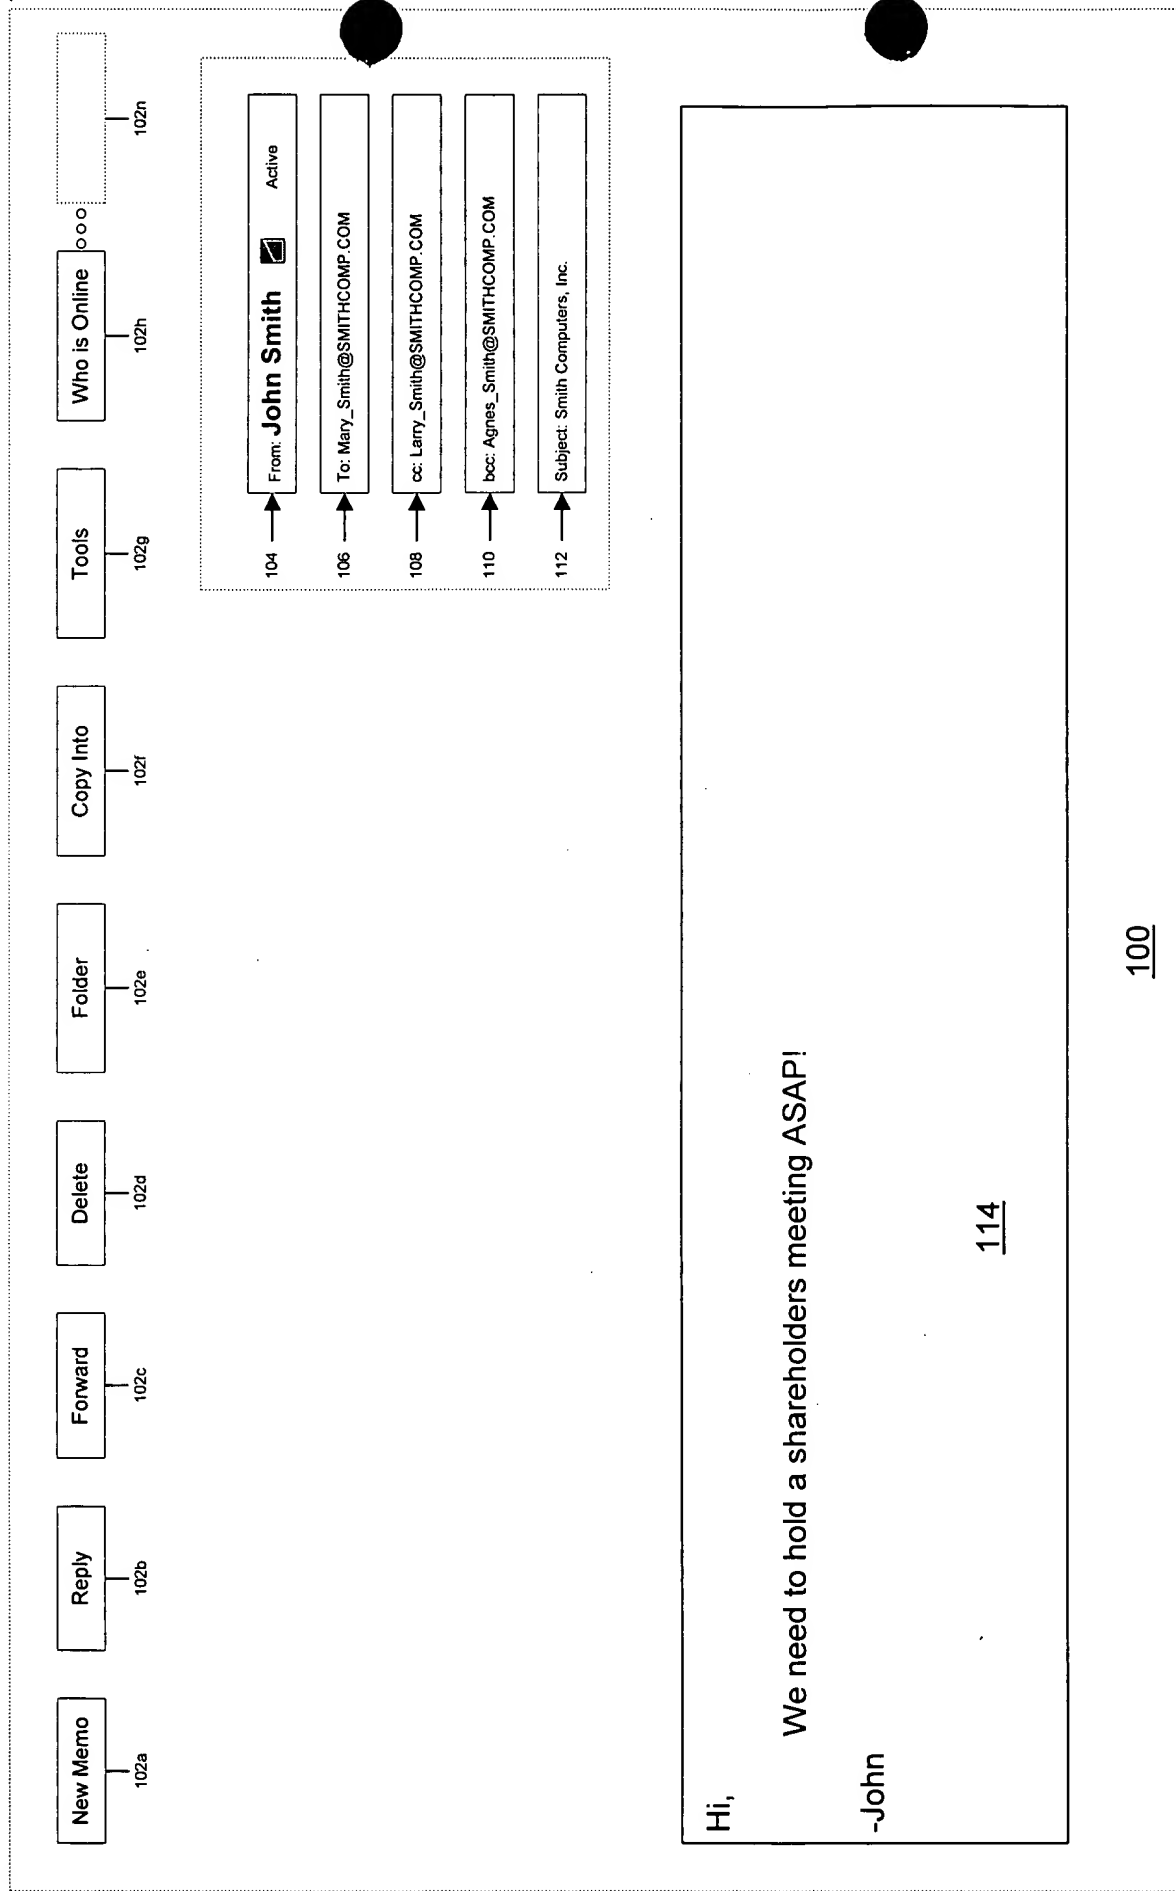 New Memo Reply Forward Delete Folder Copy Into Tools Who is Online
102a 102b 102c 102d 102e 102f 102g 102h 102n
104 From: John Smith Active
106 To: Mary_Smith@SMITHCOMP.COM
108 cc: Larry_Smith@SMITHCOMP.COM
110 bcc: Agnes_Smith@SMITHCOMP.COM
112 Subject: Smith Computers, Inc.
Hi,
We need to hold a shareholders meeting ASAP!
-John
114
100